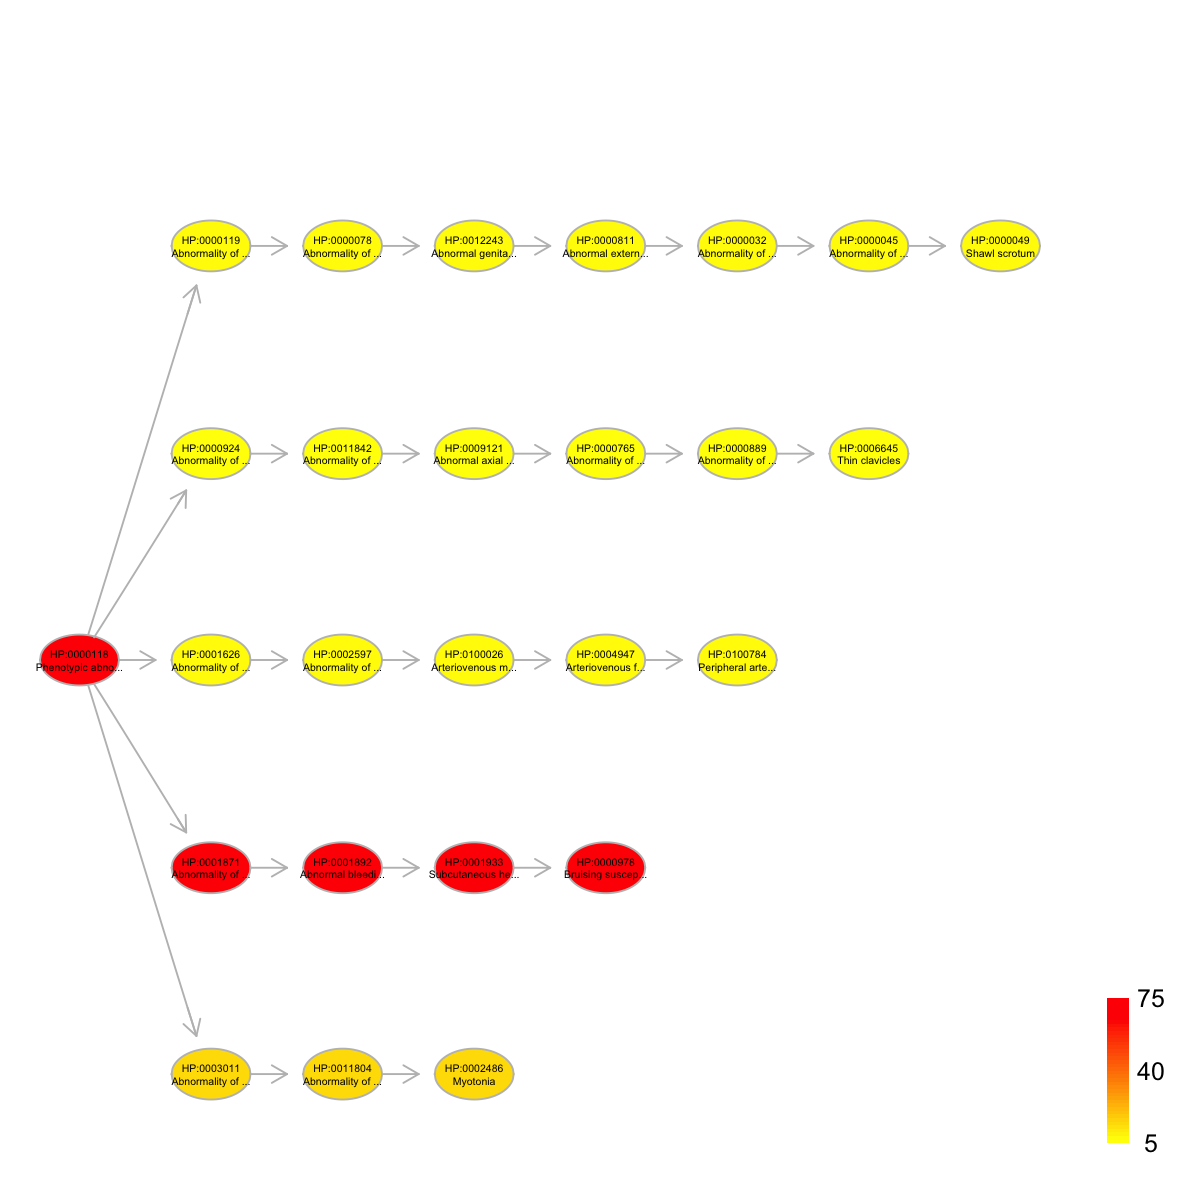 HP:0000119
Abnormality of ...
HP:0000078
Abnormality of ...
HP:0012243
Abnormal genita...
HP:0000811
Abnormal extern...
HP:0000032
Abnormality of ...
HP:0000045
Abnormality of ...
HP:0000049
Shawl scrotum
HP:0000924
Abnormality of ...
HP:0011842
Abnormality of ...
HP:0009121
Abnormal axial ...
HP:0000765
Abnormality of ...
HP:0000889
Abnormality of ...
HP:0006645
Thin clavicles
HP:0000118
Phenotypic abno...
HP:0001626
Abnormality of ...
HP:0002597
Abnormality of ...
HP:0100026
Arteriovenous m...
HP:0004947
Arteriovenous f...
HP:0100784
Peripheral arte...
HP:0001871
Abnormality of ...
HP:0001892
Abnormal bleedi...
HP:0001933
Subcutaneous he...
HP:0000978
Bruising suscep...
HP:0003011
Abnormality of ...
HP:0011804
Abnormality of ...
HP:0002486
Myotonia
75
40
5